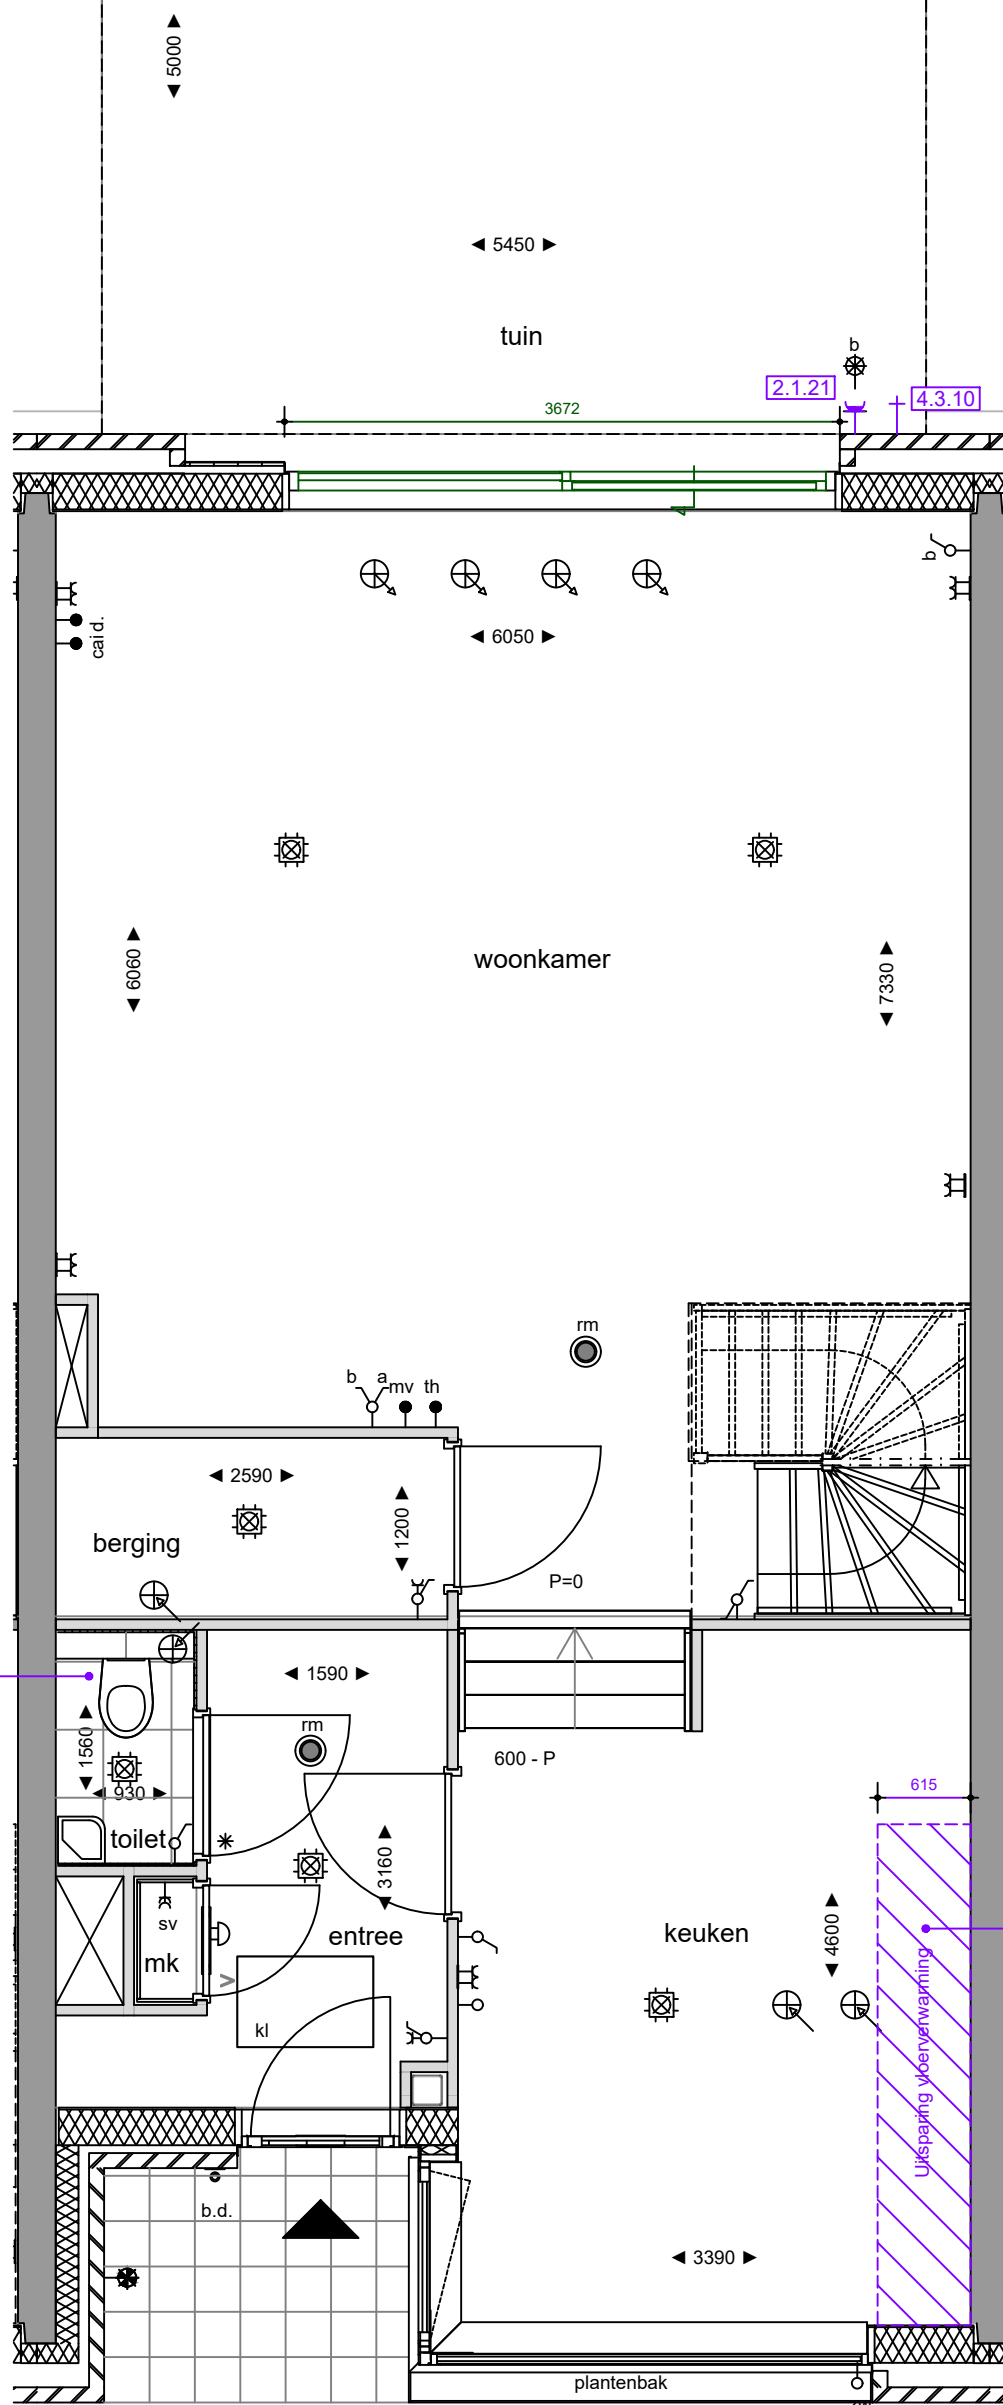 ◄ 5000 ►
◄ 5450 ►
tuin
b
2.1.21
4.3.10
3672
b
cai d.
◄ 6050 ►
◄ 6060 ►
woonkamer
◄ 7330 ►
rm
b a mv th
◄ 2590 ►
◄ 1200 ►
berging
P=0
◄ 1590 ►
rm
◄ 1560 ►
◄ 930 ►
600 - P
615
toilet
◄ 3160 ►
sv
mk
entree
keuken
◄ 4600 ►
Uitsparing vloerverwarming
V
kl
b.d.
◄ 3390 ►
plantenbak